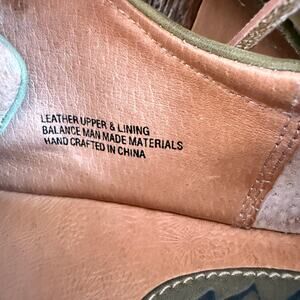 LEATHER UPPER & LINING
BALANCE MAN MADE MATERIALS
HAND CRAFTED IN CHINA